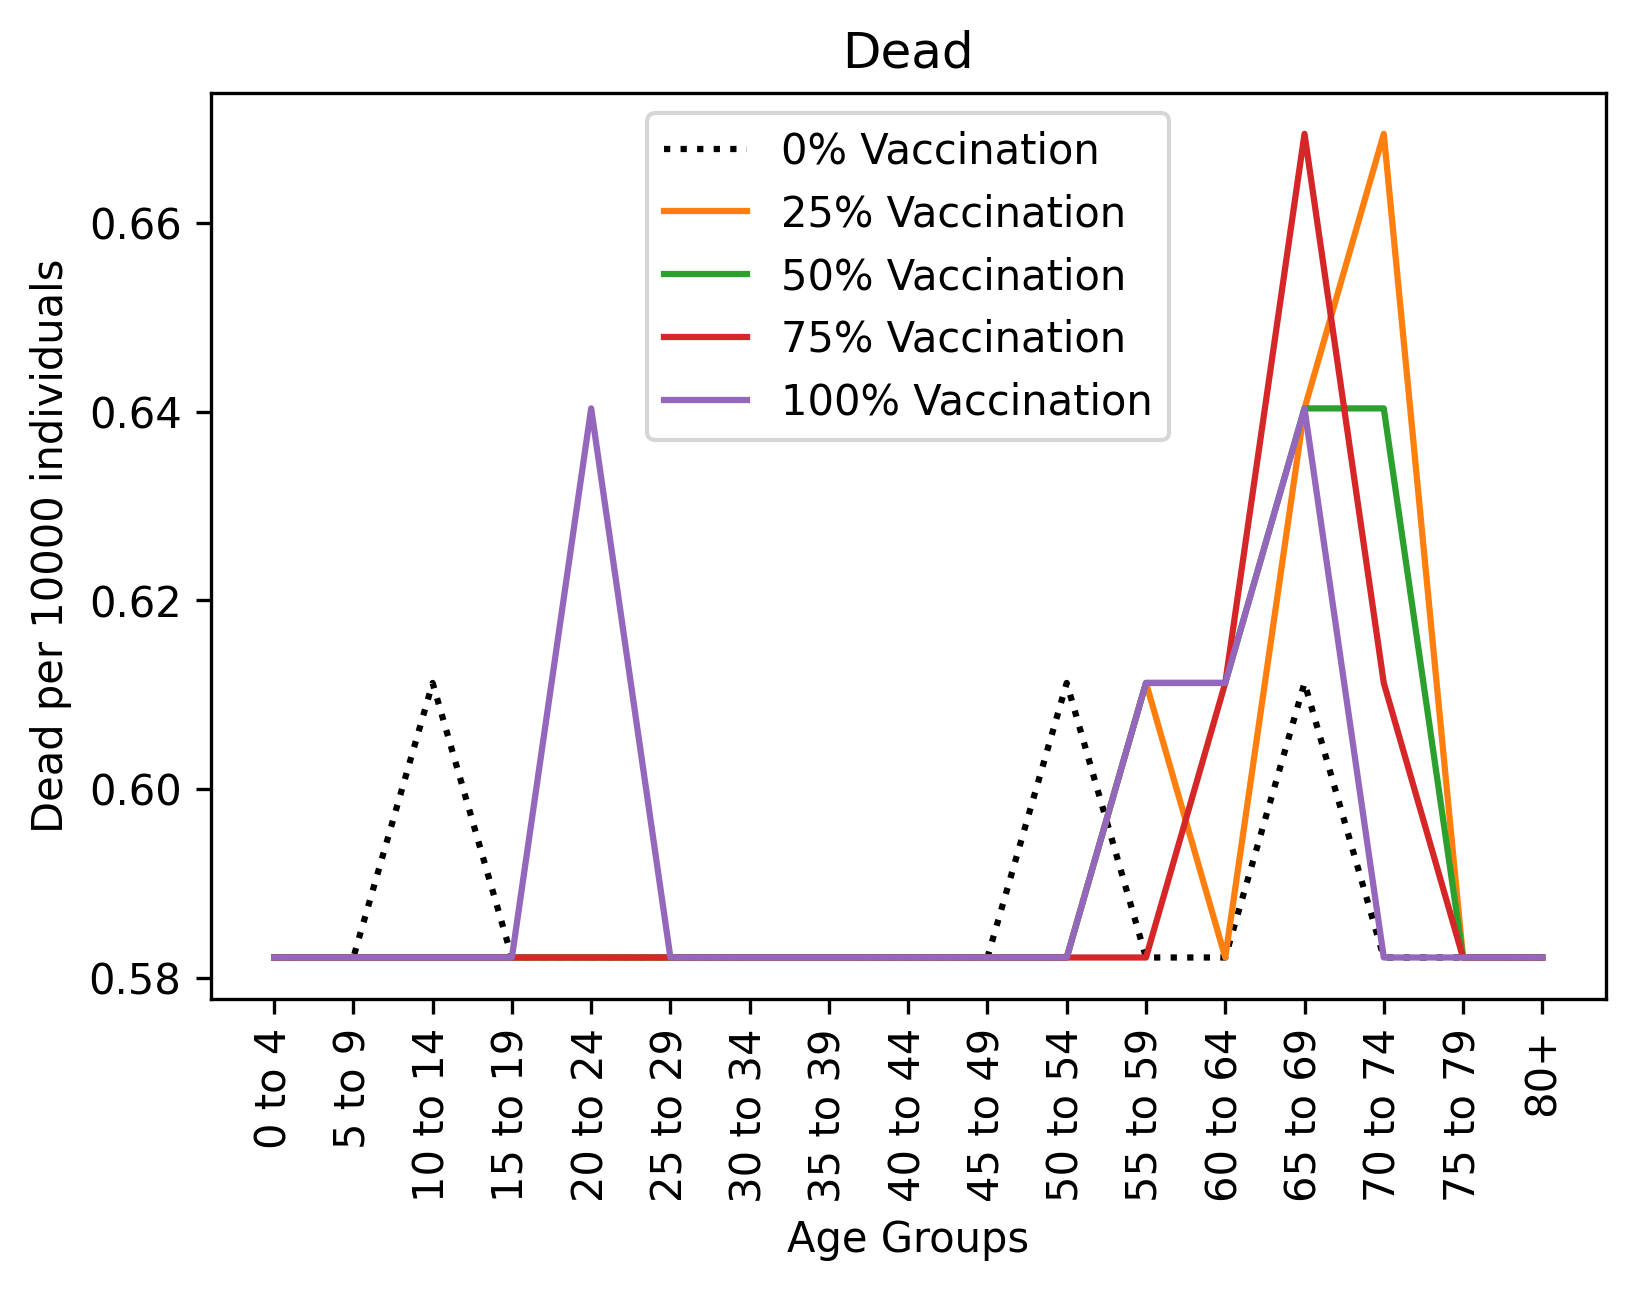 Dead
0% Vaccination
25% Vaccination
50% Vaccination
75% Vaccination
100% Vaccination
Dead per 10000 individuals
0.66
0.64
0.62
0.60
0.58
0 to 4
5 to 9
10 to 14
15 to 19
20 to 24
25 to 29
30 to 34
35 to 39
40 to 44
45 to 49
50 to 54
55 to 59
60 to 64
65 to 69
70 to 74
75 to 79
80+
Age Groups